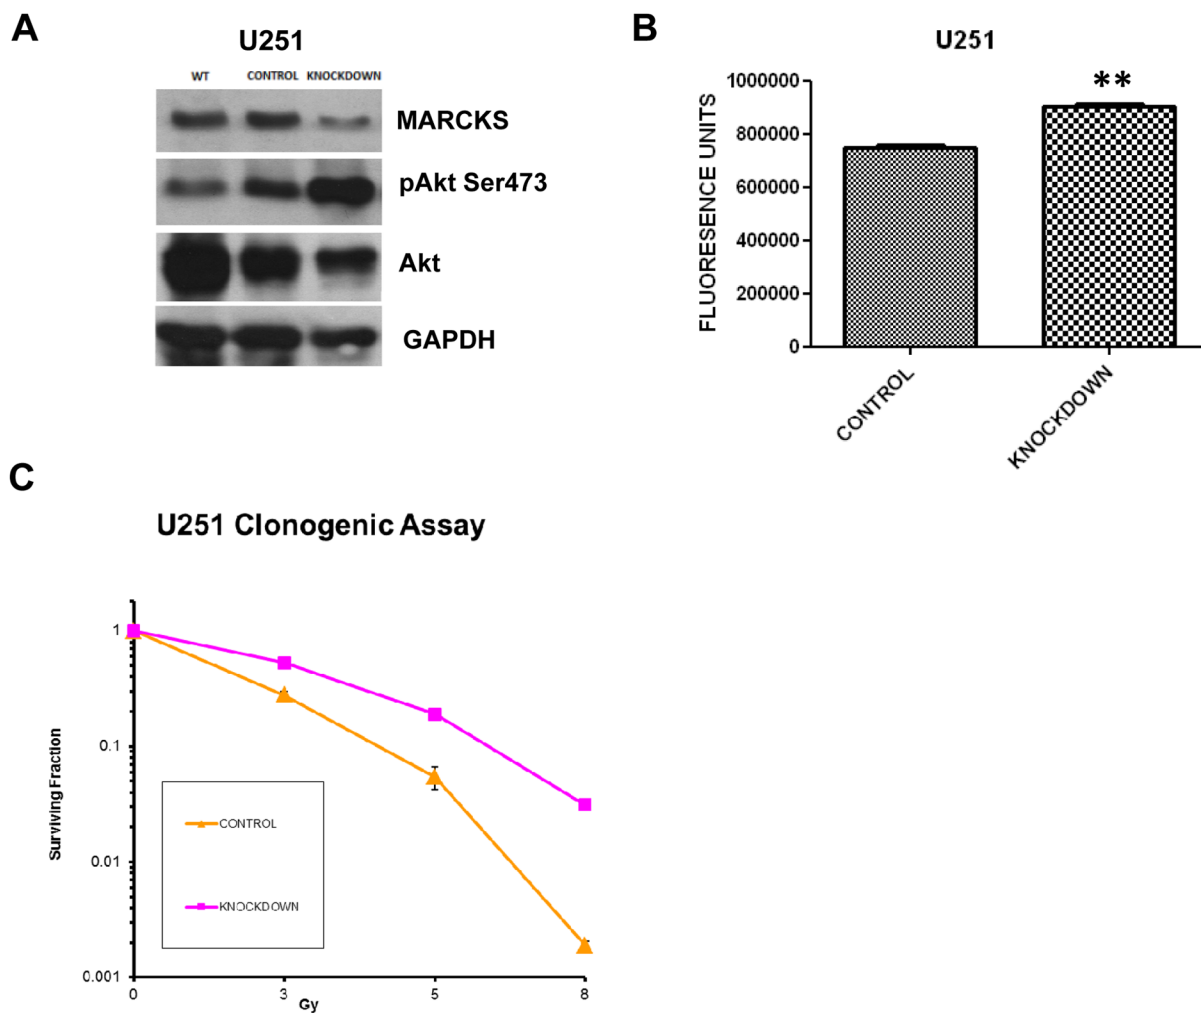 A
U251
WT CONTROL KNOCKDOWN
MARCKS
pAkt Ser473
Akt
GAPDH
B
U251
**
FLUORESENCE UNITS
1000000
800000
600000
400000
200000
0
CONTROL
KNOCKDOWN
C
U251 Clonogenic Assay
Surviving Fraction
1
0.1
0.01
0.001
CONTROL
KNOCKDOWN
0 3 5 8
Gy